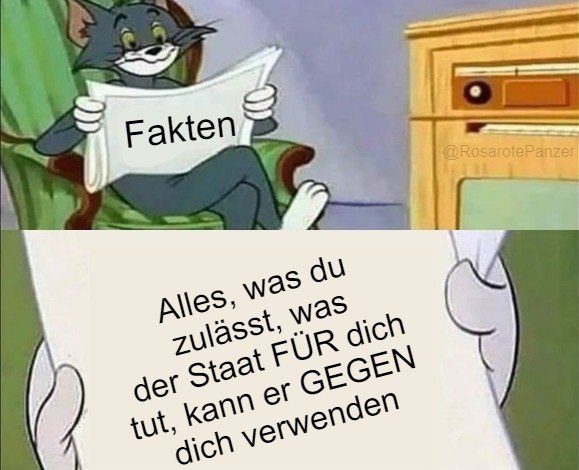 Fakten
@RosarotePanzer
Alles, was du
zulässt, was
der Staat FÜR dich
tut, kann er GEGEN
dich verwenden